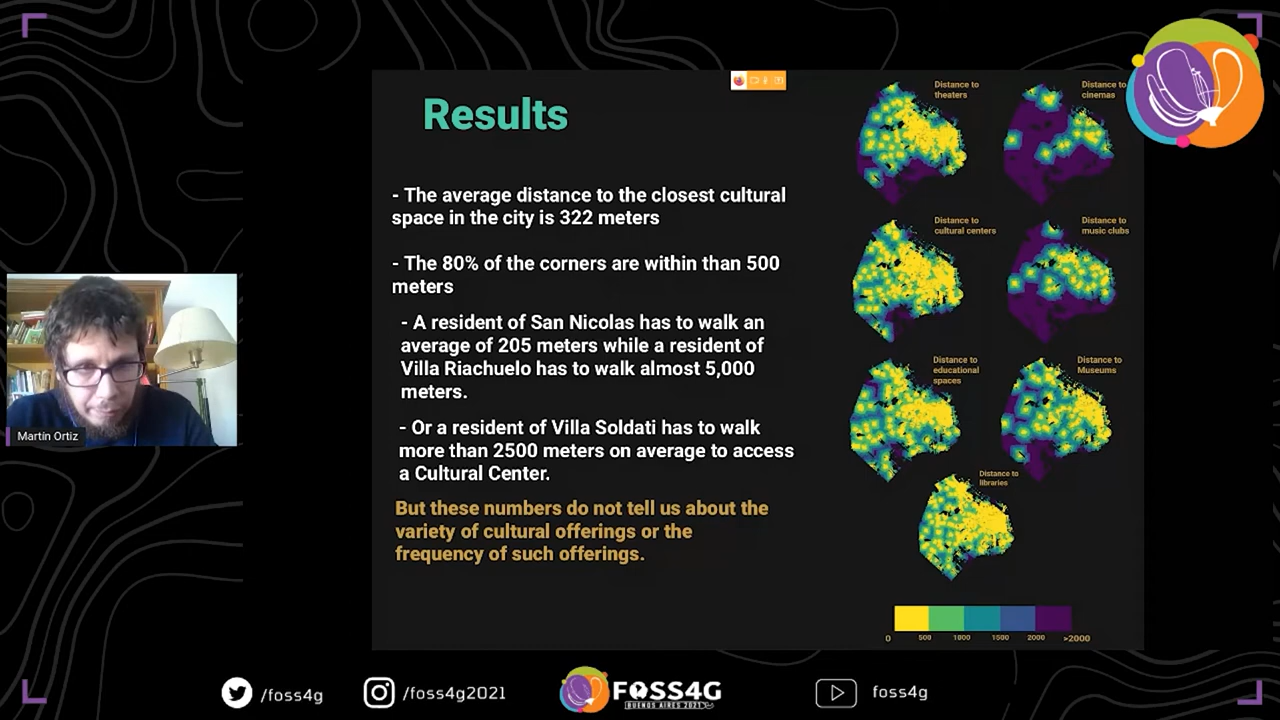 Results
- The average distance to the closest cultural
space in the city is 322 meters
- The 80% of the corners are within than 500
meters
- A resident of San Nicolas has to walk an
average of 205 meters while a resident of
Villa Riachuelo has to walk almost 5,000
meters.
- Or a resident of Villa Soldati has to walk
more than 2500 meters on average to access
a Cultural Center.
But these numbers do not tell us about the
variety of cultural offerings or the
frequency of such offerings.
Distance to
theaters
Distance to
cinemas
Distance to
cultural centers
Distance to
music clubs
Distance to
educational
spaces
Distance to
Museums
Distance to
libraries
0 500 1000 1500 2000 >2000
Martín Ortiz
/foss4g
/foss4g2021
FOSS4G
BUENOS AIRES 2021
foss4g